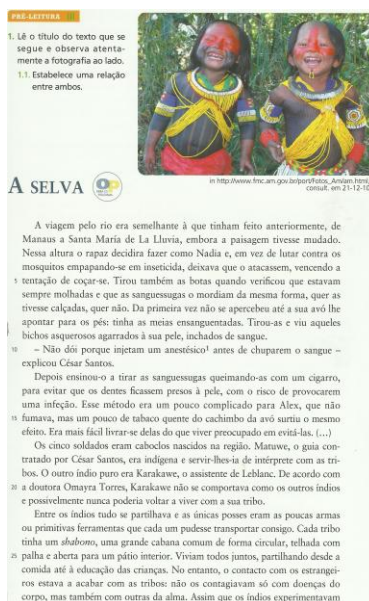 PRÉ-LEITURA
1. Lê o título do texto que se
segue e observa atenta-
mente a fotografia ao lado.
1.1. Estabelece uma relação
entre ambos.
in http://www.fmc.am.gov.br/port/fotos_Anviam.html,
consult. em 21-12-10
A SELVA
A viagem pelo rio era semelhante à que tinham feito anteriormente, de
Manaus a Santa María de La Lluvia, embora a paisagem tivesse mudado.
Nessa altura o rapaz decidira fazer como Nadia e, em vez de lutar contra os
mosquitos empapando-se em inseticida, deixava que o atacassem, vencendo a
5 tentação de coçar-se. Tirou também as botas quando verificou que estavam
sempre molhadas e que as sanguessugas o mordiam da mesma forma, quer as
tivesse calçadas, quer não. Da primeira vez não se apercebeu até a sua avó lhe
apontar para os pés: tinha as meias ensanguentadas. Tirou-as e viu aqueles
bichos asquerosos agarrados à sua pele, inchados de sangue.
10 – Não dói porque injetam um anestésico¹ antes de chuparem o sangue –
explicou César Santos.
Depois ensinou-o a tirar as sanguessugas queimando-as com um cigarro,
para evitar que os dentes ficassem presos à pele, com o risco de provocarem
uma infeção. Esse método era um pouco complicado para Alex, que não
15 fumava, mas um pouco de tabaco quente do cachimbo da avó surtiu o mesmo
efeito. Era mais fácil livrar-se delas do que viver preocupado em evitá-las. (...)
Os cinco soldados eram caboclos nascidos na região. Matuwe, o guia con-
tratado por César Santos, era indígena e servir-lhes-ia de intérprete com as tri-
bos. O outro índio puro era Karakawe, o assistente de Leblanc. De acordo com
20 a doutora Omayra Torres, Karakawe não se comportava como os outros índios
e possivelmente nunca poderia voltar a viver com a sua tribo.
Entre os índios tudo se partilhava e as únicas posses eram as poucas armas
ou primitivas ferramentas que cada um pudesse transportar consigo. Cada tribo
tinha um shabono, uma grande cabana comum de forma circular, telhada com
25 palha e aberta para um pátio interior. Viviam todos juntos, partilhando desde a
comida até à educação das crianças. No entanto, o contacto com os estrangei-
ros estava a acabar com as tribos: não os contagiavam só com doenças do
corpo, mas também com outras da alma. Assim que os índios experimentavam